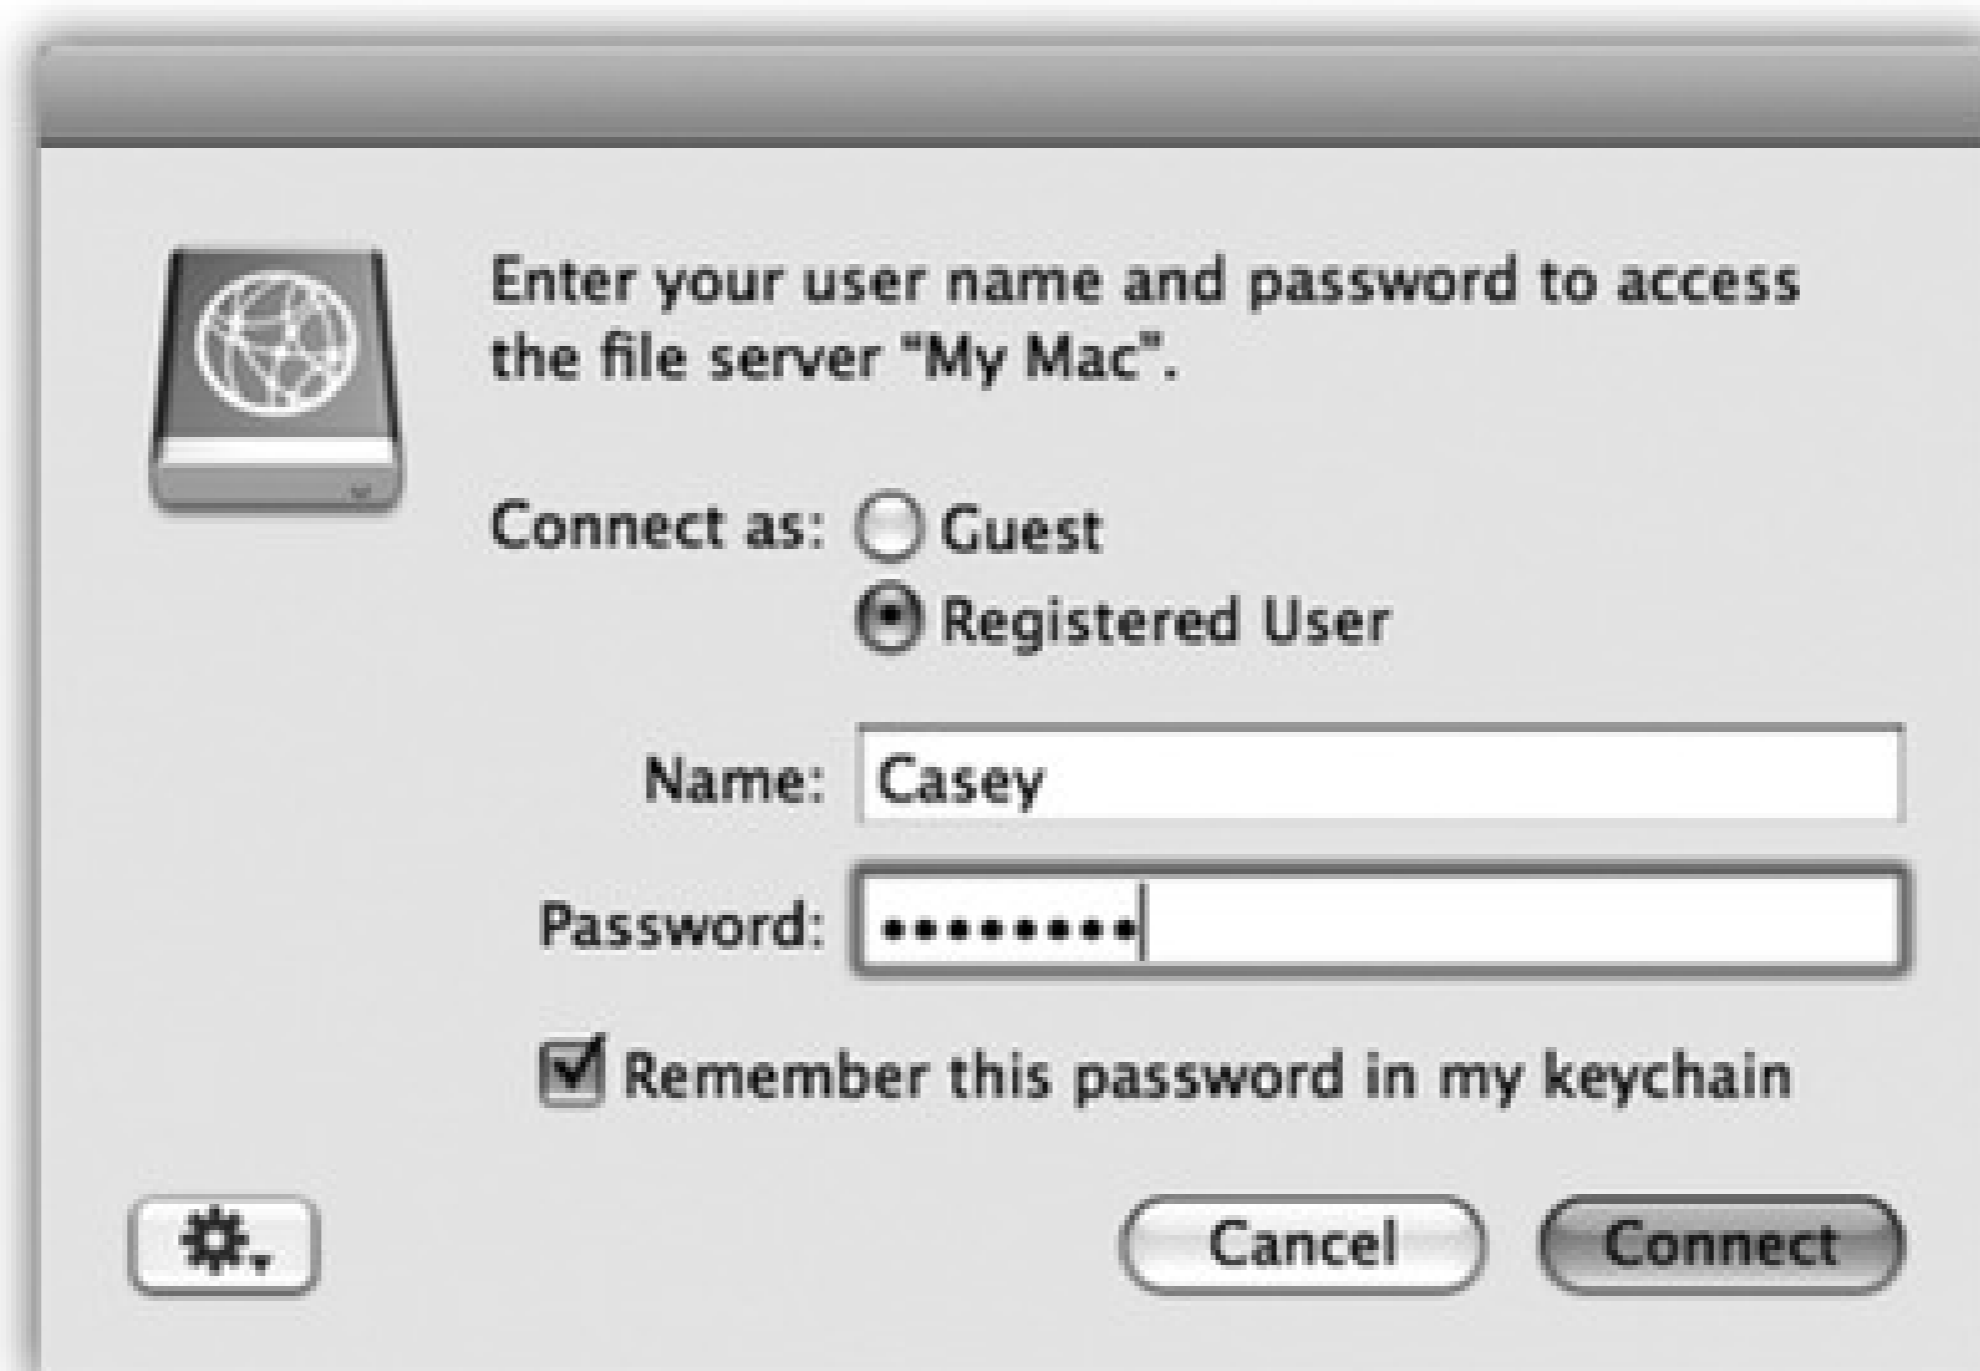 Enter your user name and password to access
the file server "My Mac".
Connect as: Guest
Registered User
Name: Casey
Password: ••••••••
Remember this password in my keychain
Cancel Connect